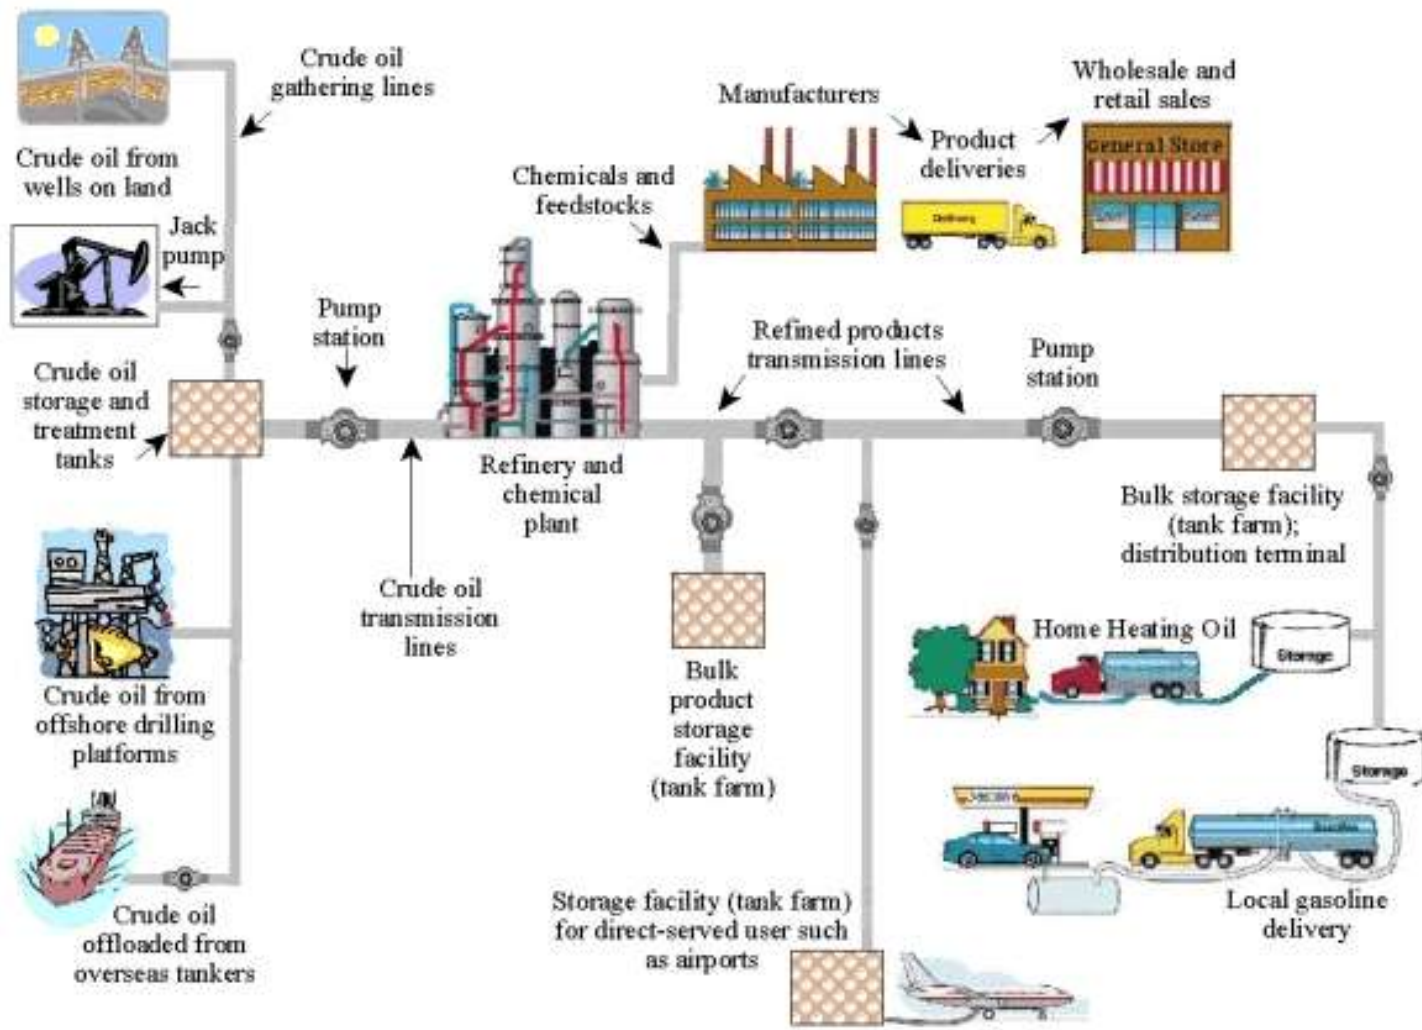 Crude oil
gathering lines
Crude oil from
wells on land
Jack
pump
Crude oil
storage and
treatment
tanks
Pump
station
Crude oil
transmission
lines
Crude oil from
offshore drilling
platforms
Crude oil
offloaded from
overseas tankers
Refinery and
chemical
plant
Chemicals and
feedstocks
Manufacturers
Product
deliveries
Delivery
Wholesale and
retail sales
General Store
Refined products
transmission lines
Pump
station
Bulk storage facility
(tank farm);
distribution terminal
Bulk
product
storage
facility
(tank farm)
Home Heating Oil
Storage
Storage
Local gasoline
delivery
Storage facility (tank farm)
for direct-served user such
as airports